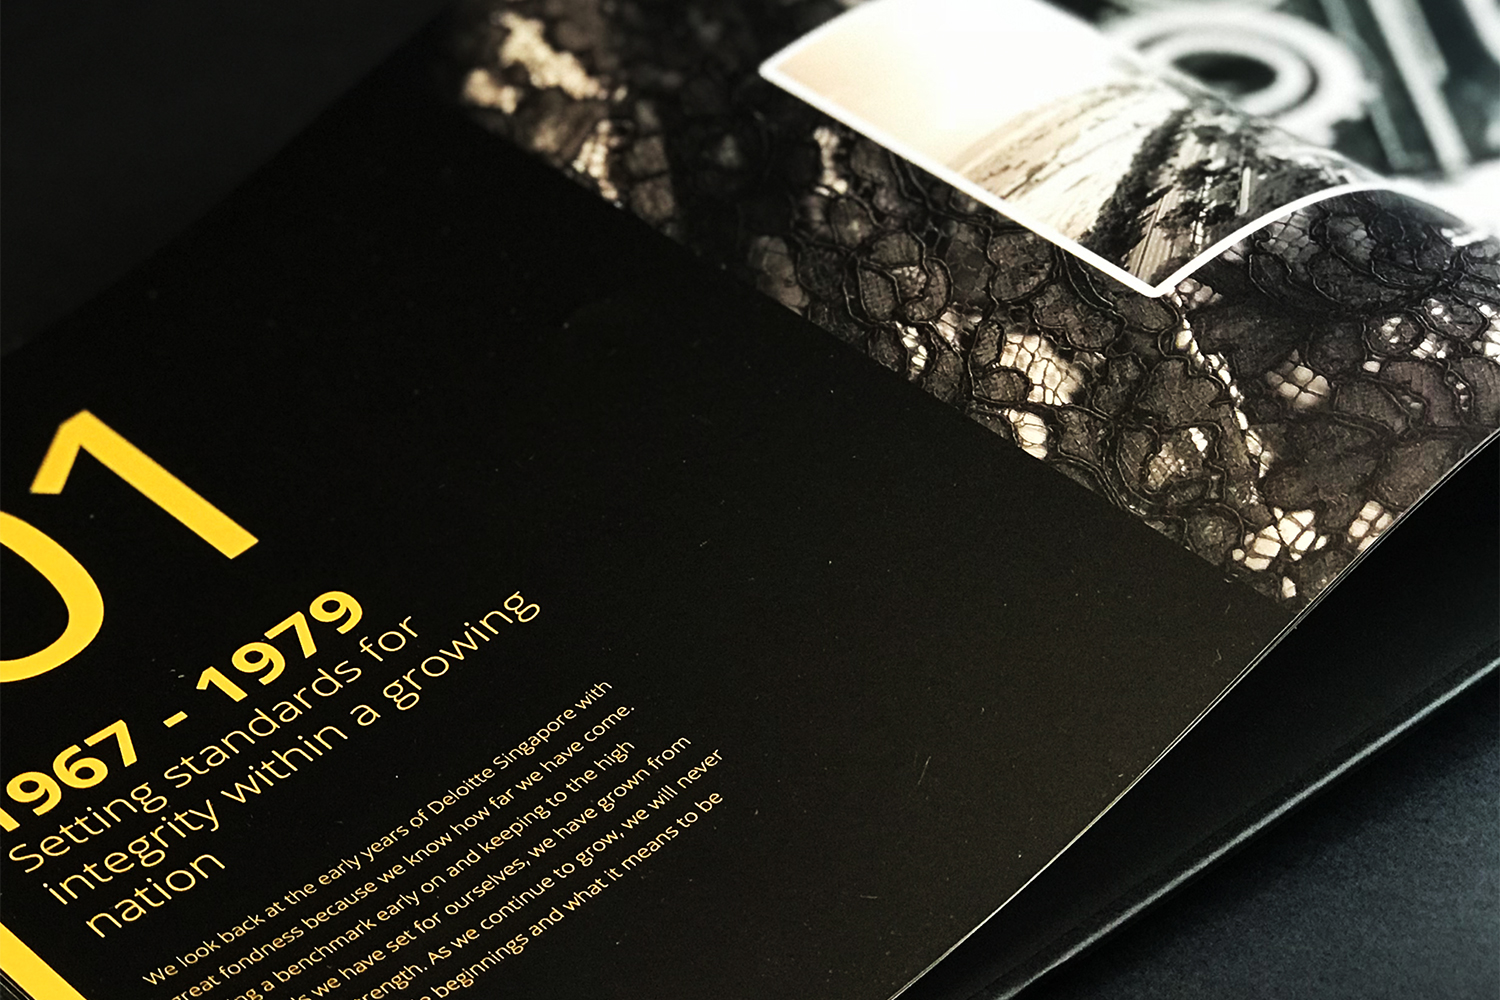 01
1967 - 1979
Setting standards for
integrity within a growing
nation
We look back at the early years of Deloitte Singapore with
great fondness because we know how far we have come.
a benchmark early on and keeping to the high
we have set for ourselves, we have grown from
As we continue to grow, we will never
beginnings and what it means to be